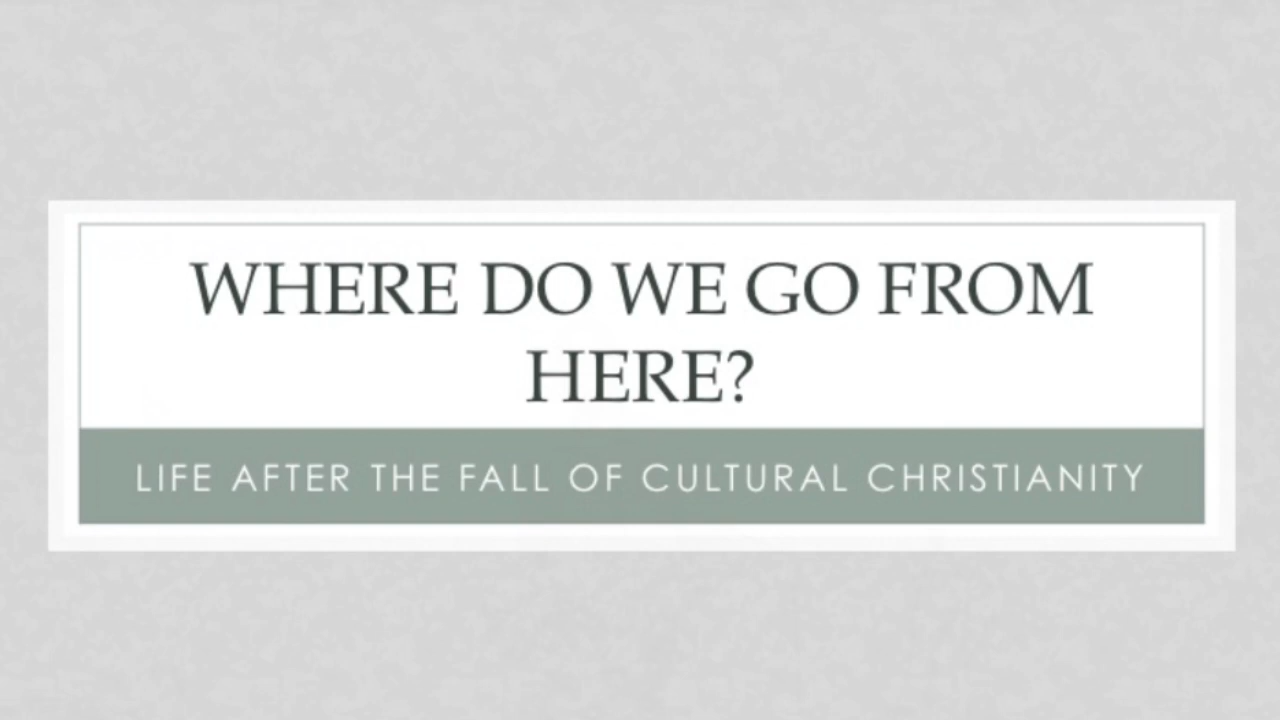 WHERE DO WE GO FROM
HERE?
LIFE AFTER THE FALL OF CULTURAL CHRISTIANITY